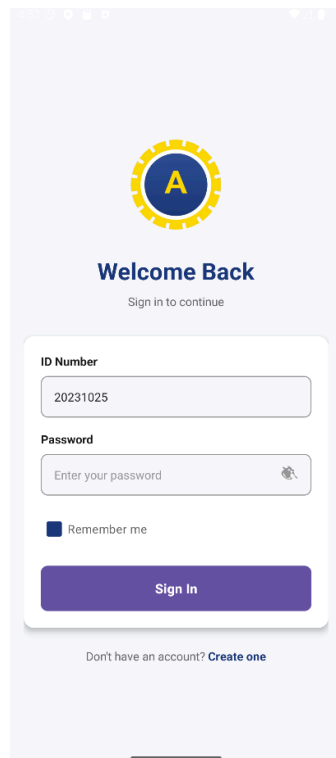 A
Welcome Back
Sign in to continue
ID Number
20231025
Password
Enter your password
Remember me
Sign In
Don't have an account? Create one